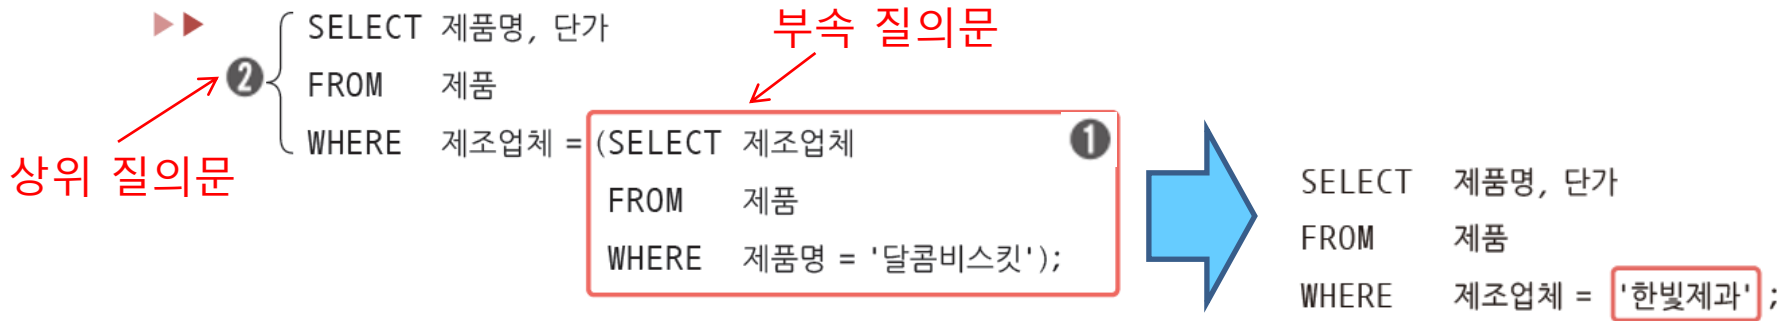 부속 질의문
상위 질의문
❷
SELECT 제품명, 단가
FROM 제품
WHERE 제조업체 = (SELECT 제조업체 ❶
FROM 제품
WHERE 제품명 = '달콤비스킷');
SELECT 제품명, 단가
FROM 제품
WHERE 제조업체 = '한빛제과' ;